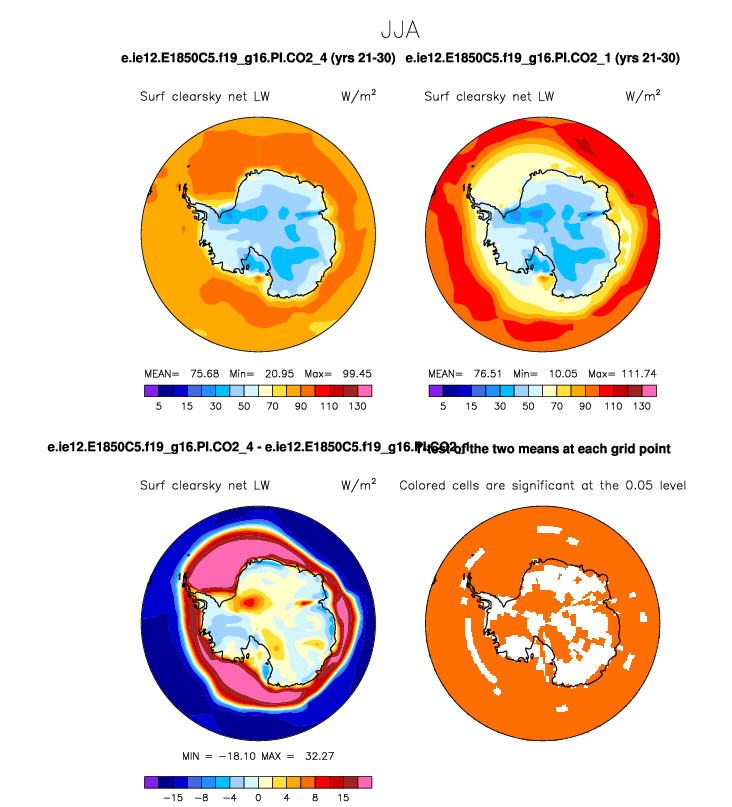 JJA
e.ie12.E1850C5.f19_g16.PI.CO2_4 (yrs 21-30) e.ie12.E1850C5.f19_g16.PI.CO2_1 (yrs 21-30)
Surf clearsky net LW W/m² Surf clearsky net LW W/m²
MEAN= 75.68 Min= 20.95 Max= 99.45 MEAN= 76.51 Min= 10.05 Max= 111.74
5 15 30 50 70 90 110 130 5 15 30 50 70 90 110 130
e.ie12.E1850C5.f19_g16.PI.CO2_4 - e.ie12.E1850C5.f19_g16.PI.CO2_1 T-test of the two means at each grid point
Surf clearsky net LW W/m² Colored cells are significant at the 0.05 level
MIN = −18.10 MAX = 32.27
−15 −8 −4 0 4 8 15